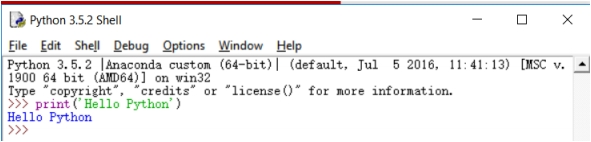 Python 3.5.2 Shell
File Edit Shell Debug Options Window Help
Python 3.5.2 |Anaconda custom (64-bit)| (default, Jul  5 2016, 11:41:13) [MSC v.
1900 64 bit (AMD64)] on win32
Type "copyright", "credits" or "license()" for more information.
>>> print('Hello Python')
Hello Python
>>>